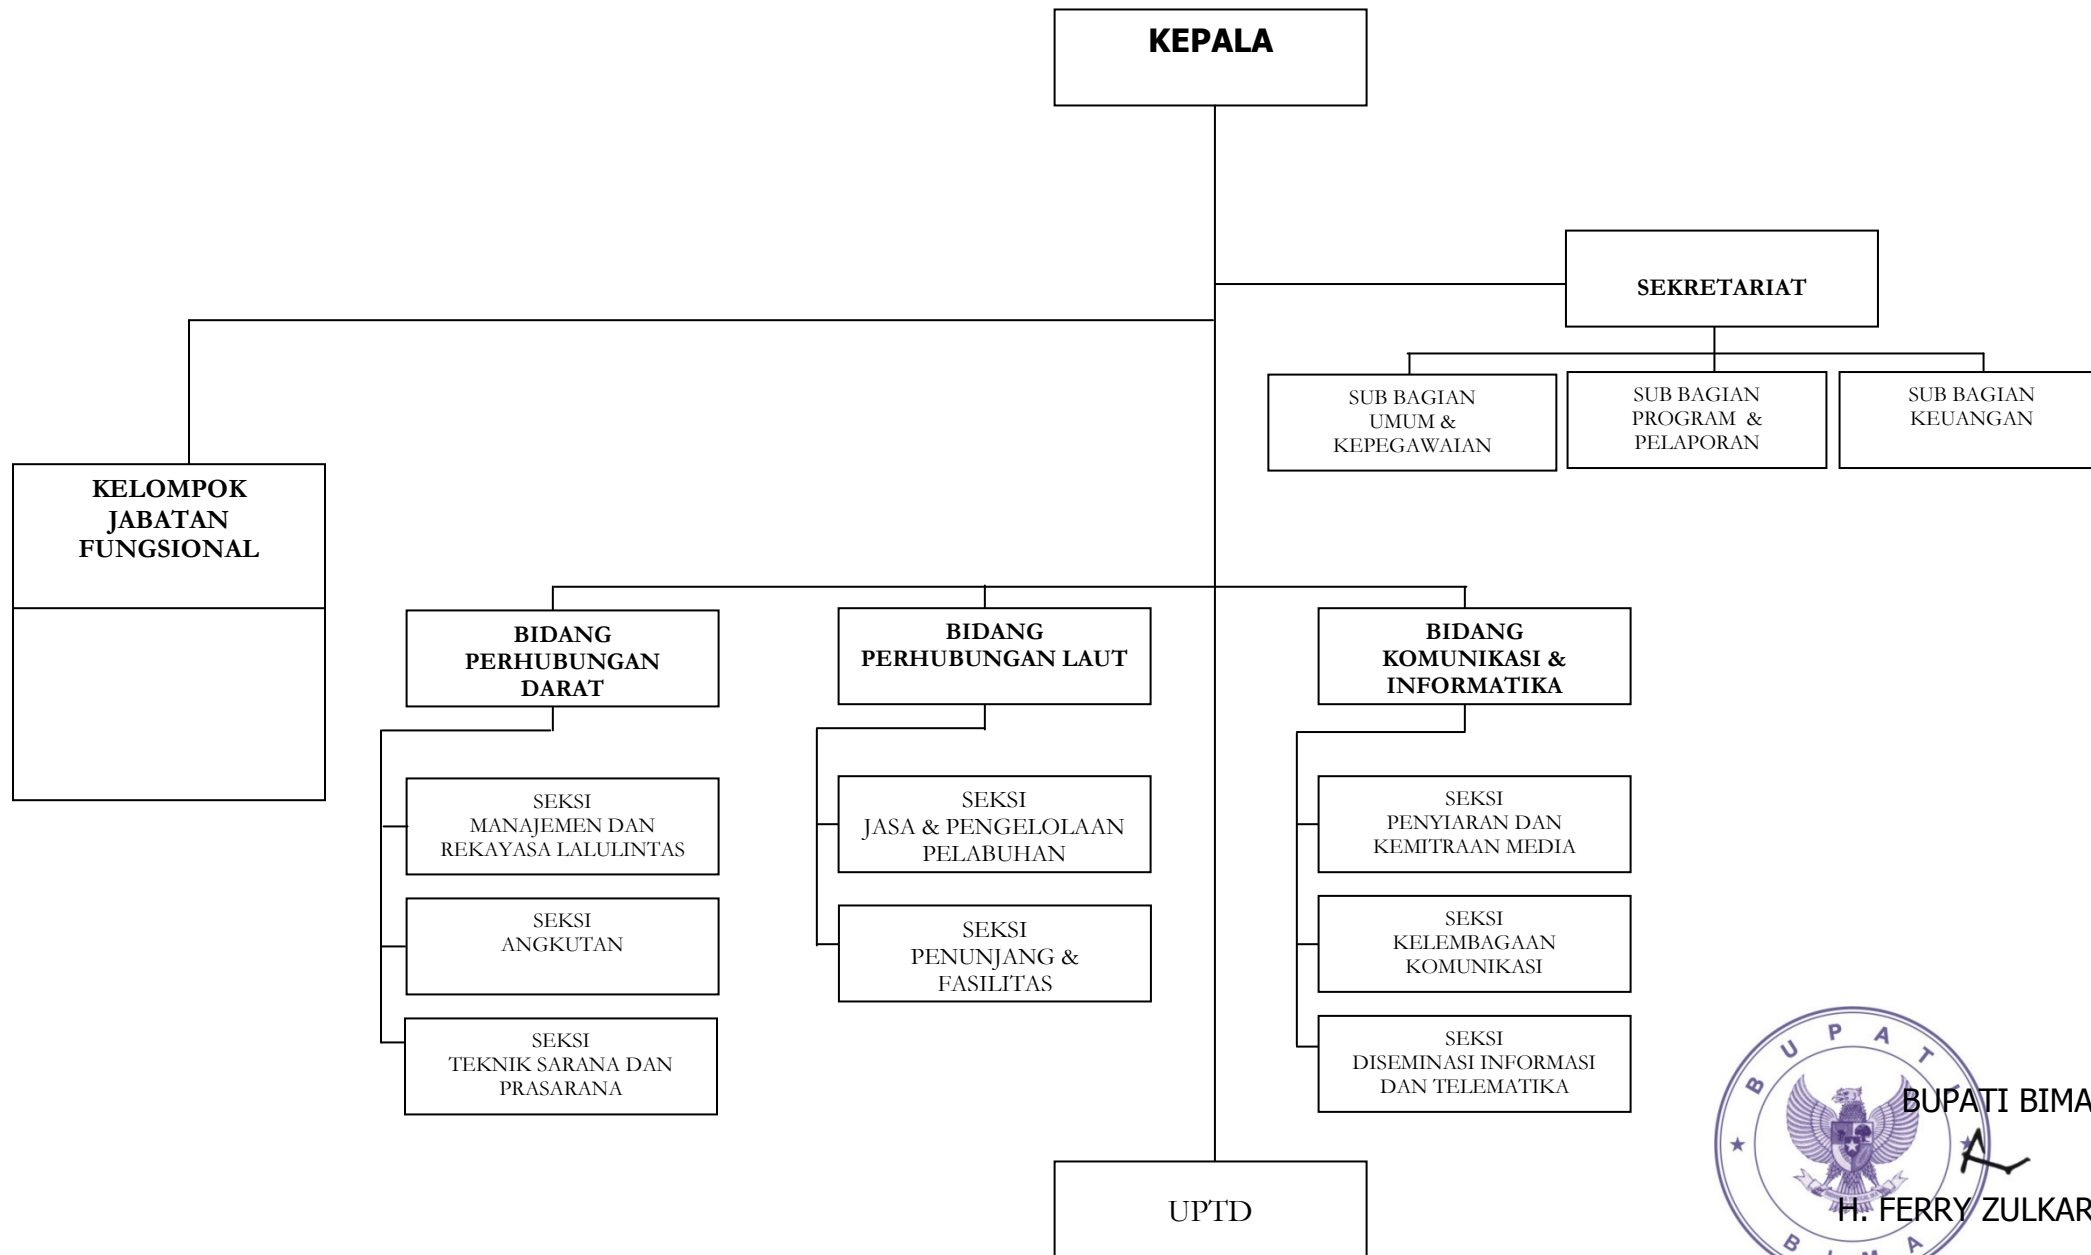 KEPALA
SEKRETARIAT
SUB BAGIAN
UMUM &
KEPEGAWAIAN
SUB BAGIAN
PROGRAM &
PELAPORAN
SUB BAGIAN
KEUANGAN
KELOMPOK
JABATAN
FUNGSIONAL
BIDANG
PERHUBUNGAN
DARAT
BIDANG
PERHUBUNGAN LAUT
BIDANG
KOMUNIKASI &
INFORMATIKA
SEKSI
MANAJEMEN DAN
REKAYASA LALULINTAS
SEKSI
ANGKUTAN
SEKSI
TEKNIK SARANA DAN
PRASARANA
SEKSI
JASA & PENGELOLAAN
PELABUHAN
SEKSI
PENUNJANG &
FASILITAS
SEKSI
PENYIARAN DAN
KEMITRAAN MEDIA
SEKSI
KELEMBAGAAN
KOMUNIKASI
SEKSI
DISEMINASI INFORMASI
DAN TELEMATIKA
UPTD
BUPATI
BIMA
BUPATI BIMA
H. FERRY ZULKAR